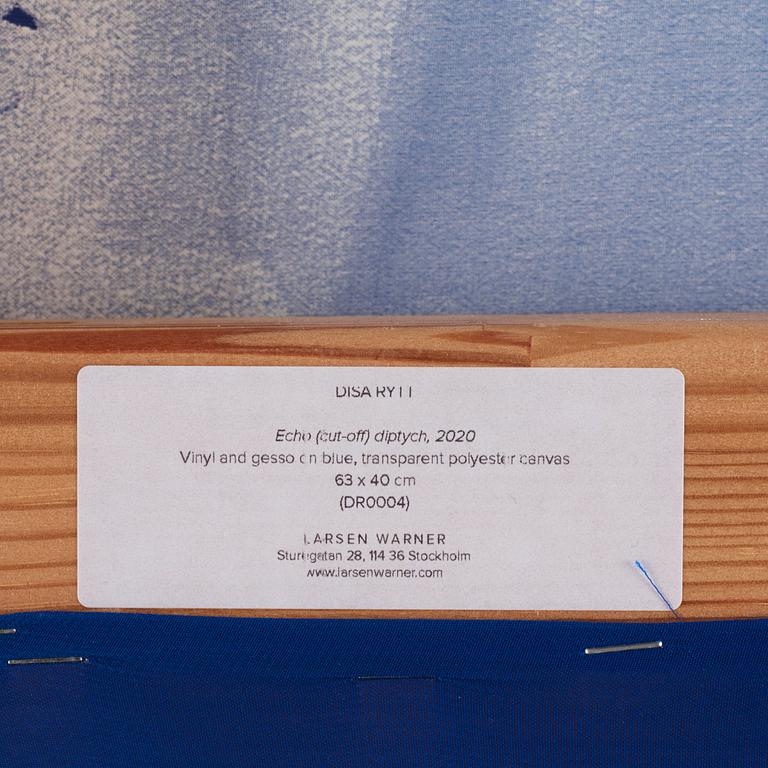 DISA RYTT
Echo (cut-off) diptych, 2020
Vinyl and gesso on blue, transparent polyester canvas
63 x 40 cm
(DR0004)
LARSEN WARNER
Sturegatan 28, 114 36 Stockholm
www.larsenwarner.com